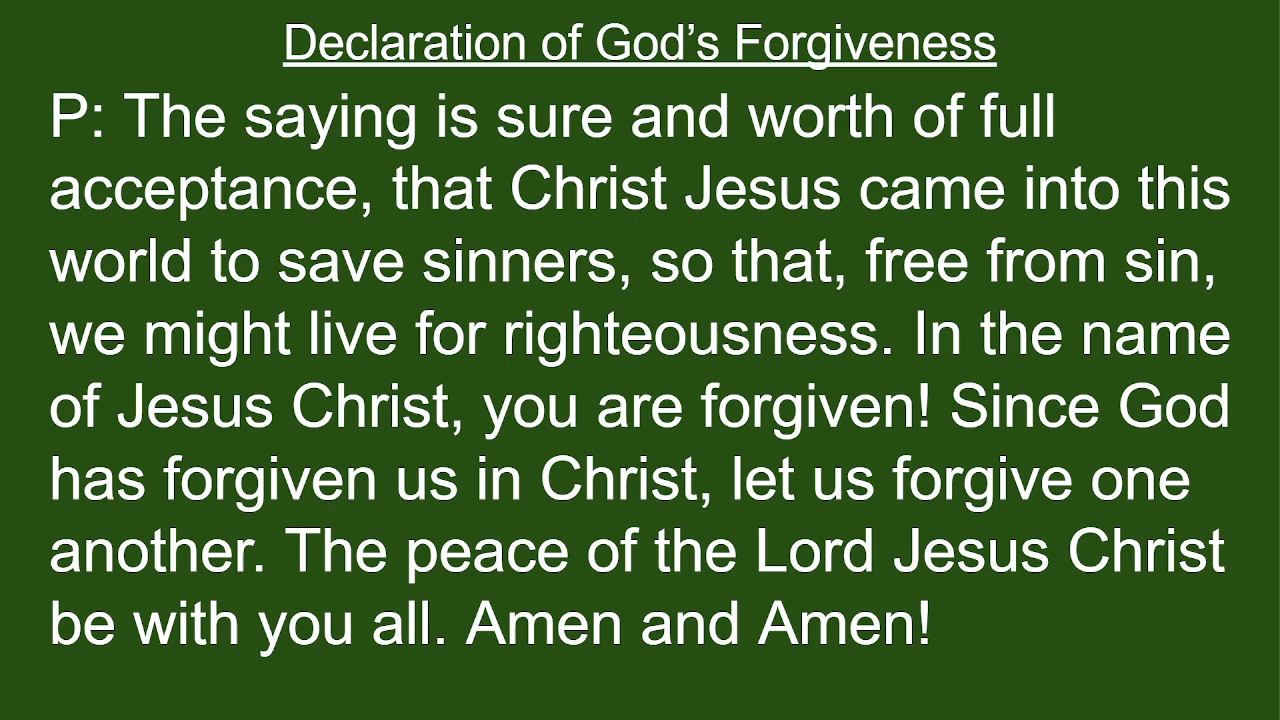 Declaration of God’s Forgiveness
P: The saying is sure and worth of full
acceptance, that Christ Jesus came into this
world to save sinners, so that, free from sin,
we might live for righteousness. In the name
of Jesus Christ, you are forgiven! Since God
has forgiven us in Christ, let us forgive one
another. The peace of the Lord Jesus Christ
be with you all. Amen and Amen!